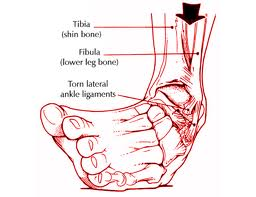 Tibia
(shin bone)
Fibula
(lower leg bone)
Torn lateral
ankle ligaments